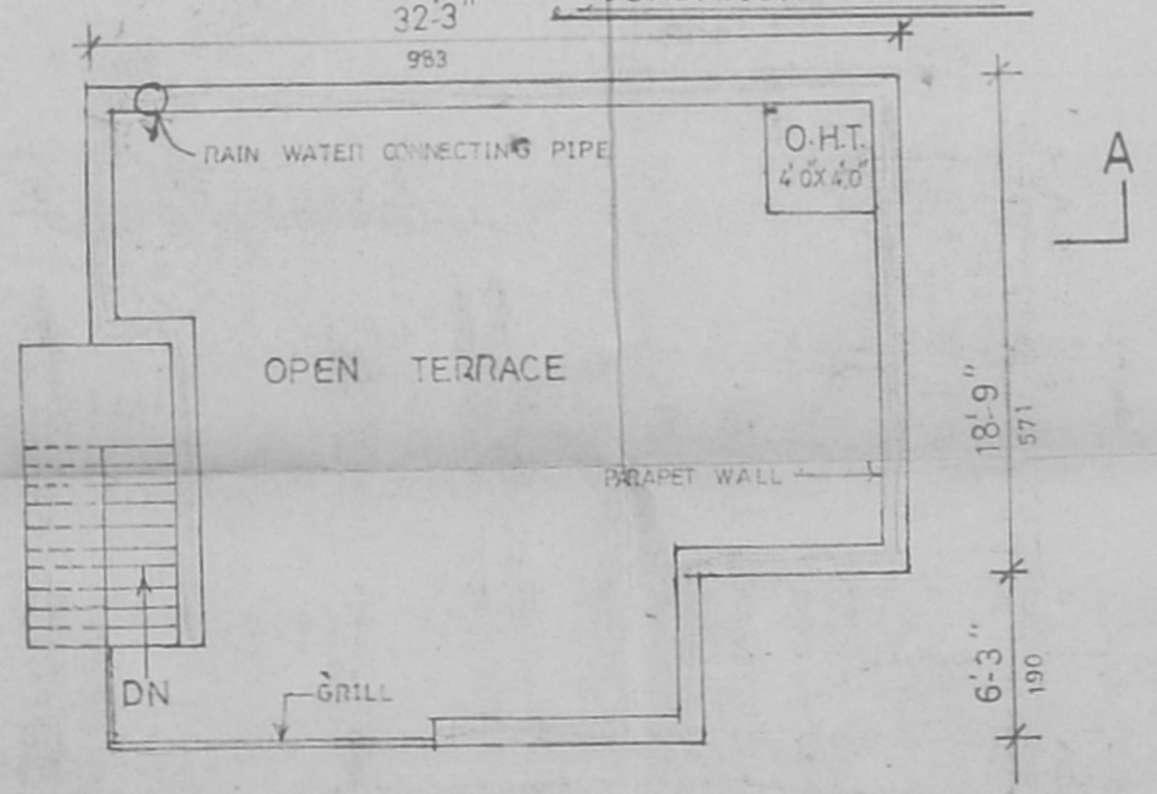 32'-3"
983
RAIN WATER CONNECTING PIPE
O.H.T.
4'0"X4'0"
A
OPEN TERRACE
18'-9"
571
PARAPET WALL
6'-3"
190
DN
GRILL